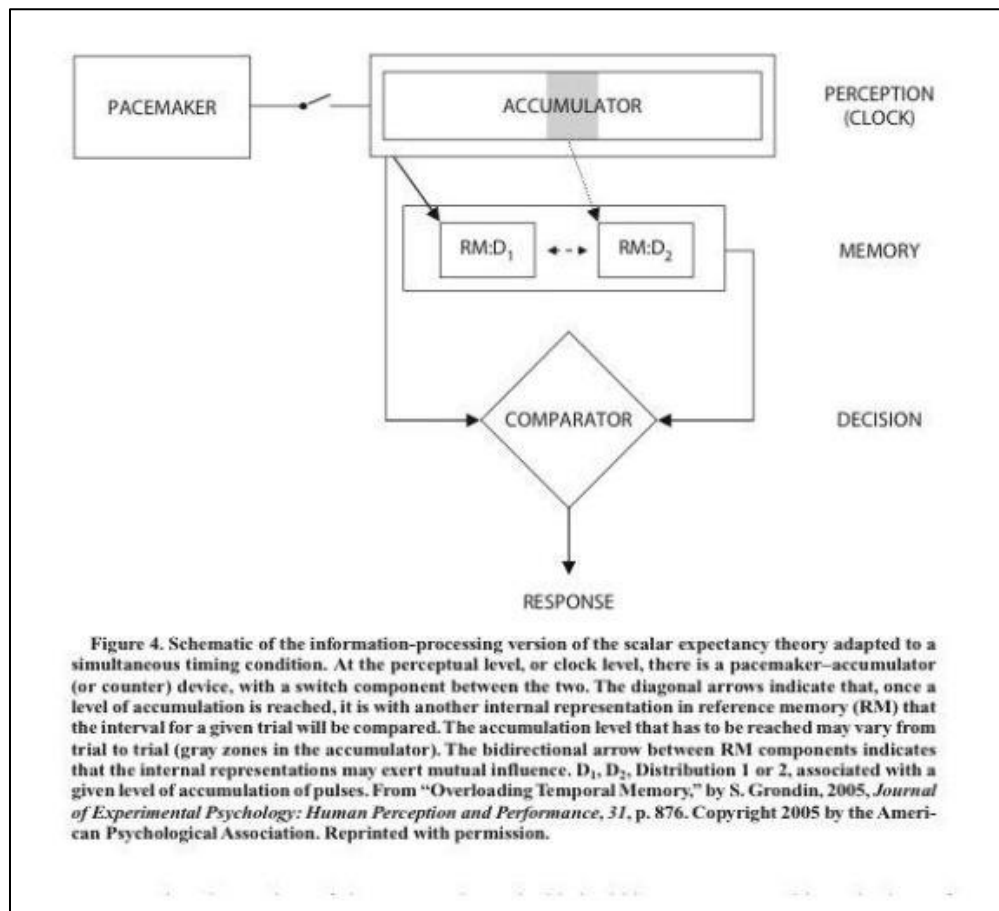 PACEMAKER
ACCUMULATOR
PERCEPTION
(CLOCK)
RM:D₁
RM:D₂
MEMORY
COMPARATOR
DECISION
RESPONSE
Figure 4. Schematic of the information-processing version of the scalar expectancy theory adapted to a
simultaneous timing condition. At the perceptual level, or clock level, there is a pacemaker–accumulator
(or counter) device, with a switch component between the two. The diagonal arrows indicate that, once a
level of accumulation is reached, it is with another internal representation in reference memory (RM) that
the interval for a given trial will be compared. The accumulation level that has to be reached may vary from
trial to trial (gray zones in the accumulator). The bidirectional arrow between RM components indicates
that the internal representations may exert mutual influence. D₁, D₂, Distribution 1 or 2, associated with a
given level of accumulation of pulses. From “Overloading Temporal Memory,” by S. Grondin, 2005, Journal
of Experimental Psychology: Human Perception and Performance, 31, p. 876. Copyright 2005 by the Ameri-
can Psychological Association. Reprinted with permission.